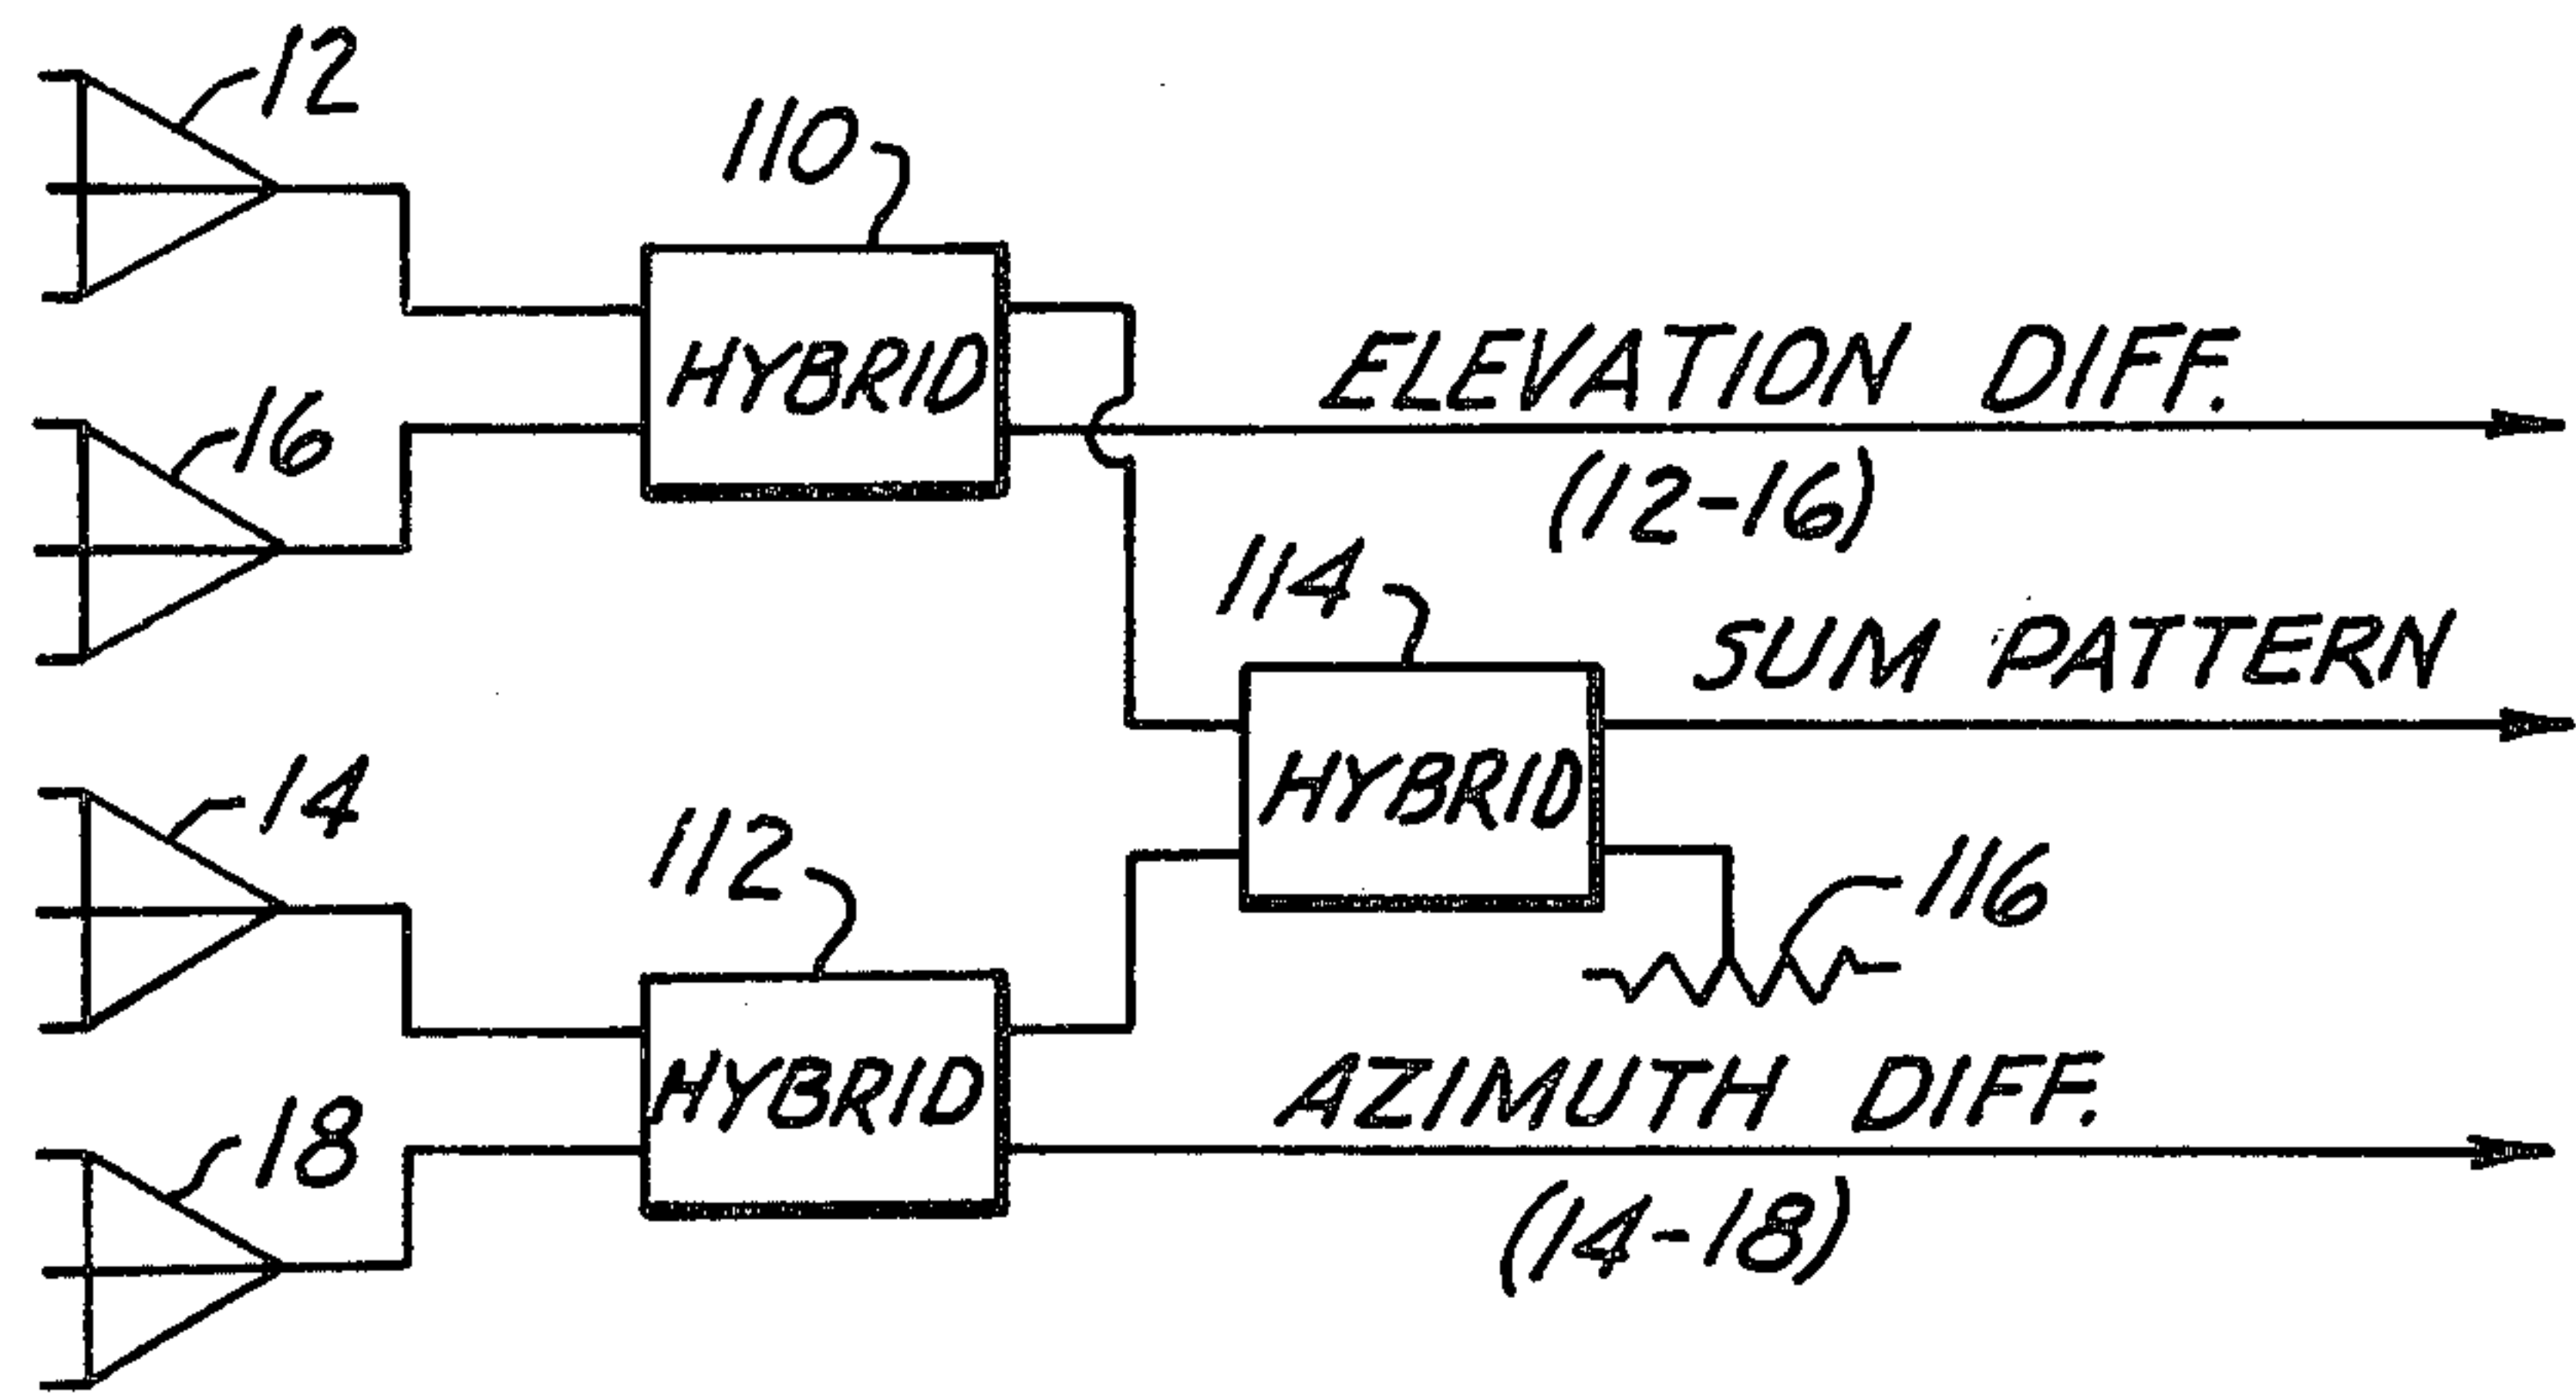 12
110
16
HYBRID
ELEVATION DIFF.
(12-16)
114
SUM PATTERN
14
112
HYBRID
116
18
HYBRID
AZIMUTH DIFF.
(14-18)